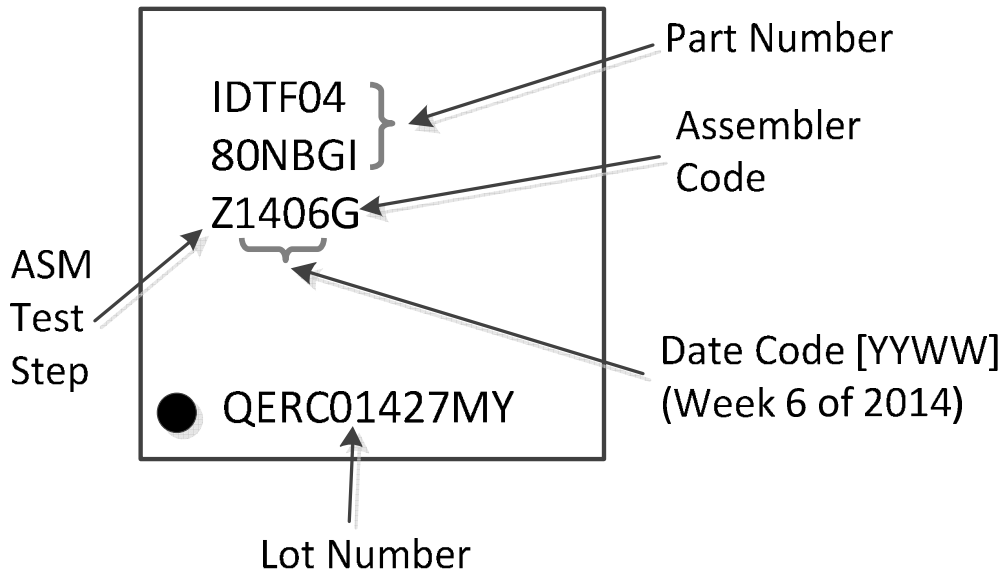 Part Number
IDTF04
80NBGI
Assembler
Code
Z1406G
ASM
Test
Step
Date Code [YYWW]
(Week 6 of 2014)
QERC01427MY
Lot Number